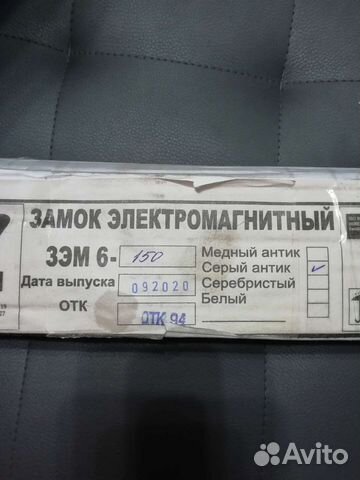 ЗАМОК ЭЛЕКТРОМАГНИТНЫЙ
ЗЭМ 6- 150
Дата выпуска 092020
ОТК ОТК 94
Медный антик
Серый антик ✓
Серебристый
Белый
Avito